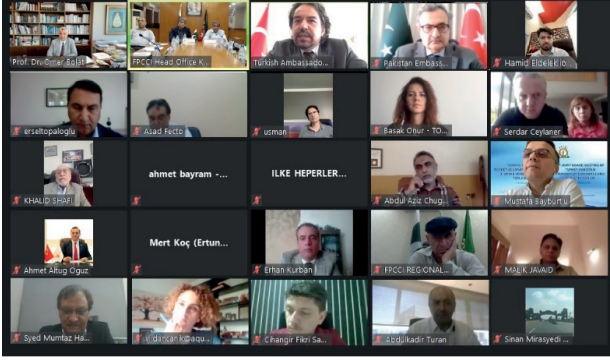 Prof. Dr. Ömer Bolat
FPCCI Head Office K...
Turkish Ambassado...
Pakistan Embass...
Hamid Eldelek io...
erseltopaloglu
Asad Fecto
usman
Basak Onur - TO...
Serdar Ceylaner
KHALID SHAFI
ahmet bayram -...
ILKE HEPERLER...
Abdul Aziz Chug...
Mustafa Bayburtlu
Ahmet Altug Oguz
Mert Koç (Ertun...
Erhan Kurban
FPCCI REGIONAL...
MALIK JAVAID
Syed Mumtaz Ha...
Cihangir Fikri Sa...
Abdülkadir Turan
Sinan Mirasyedi ...